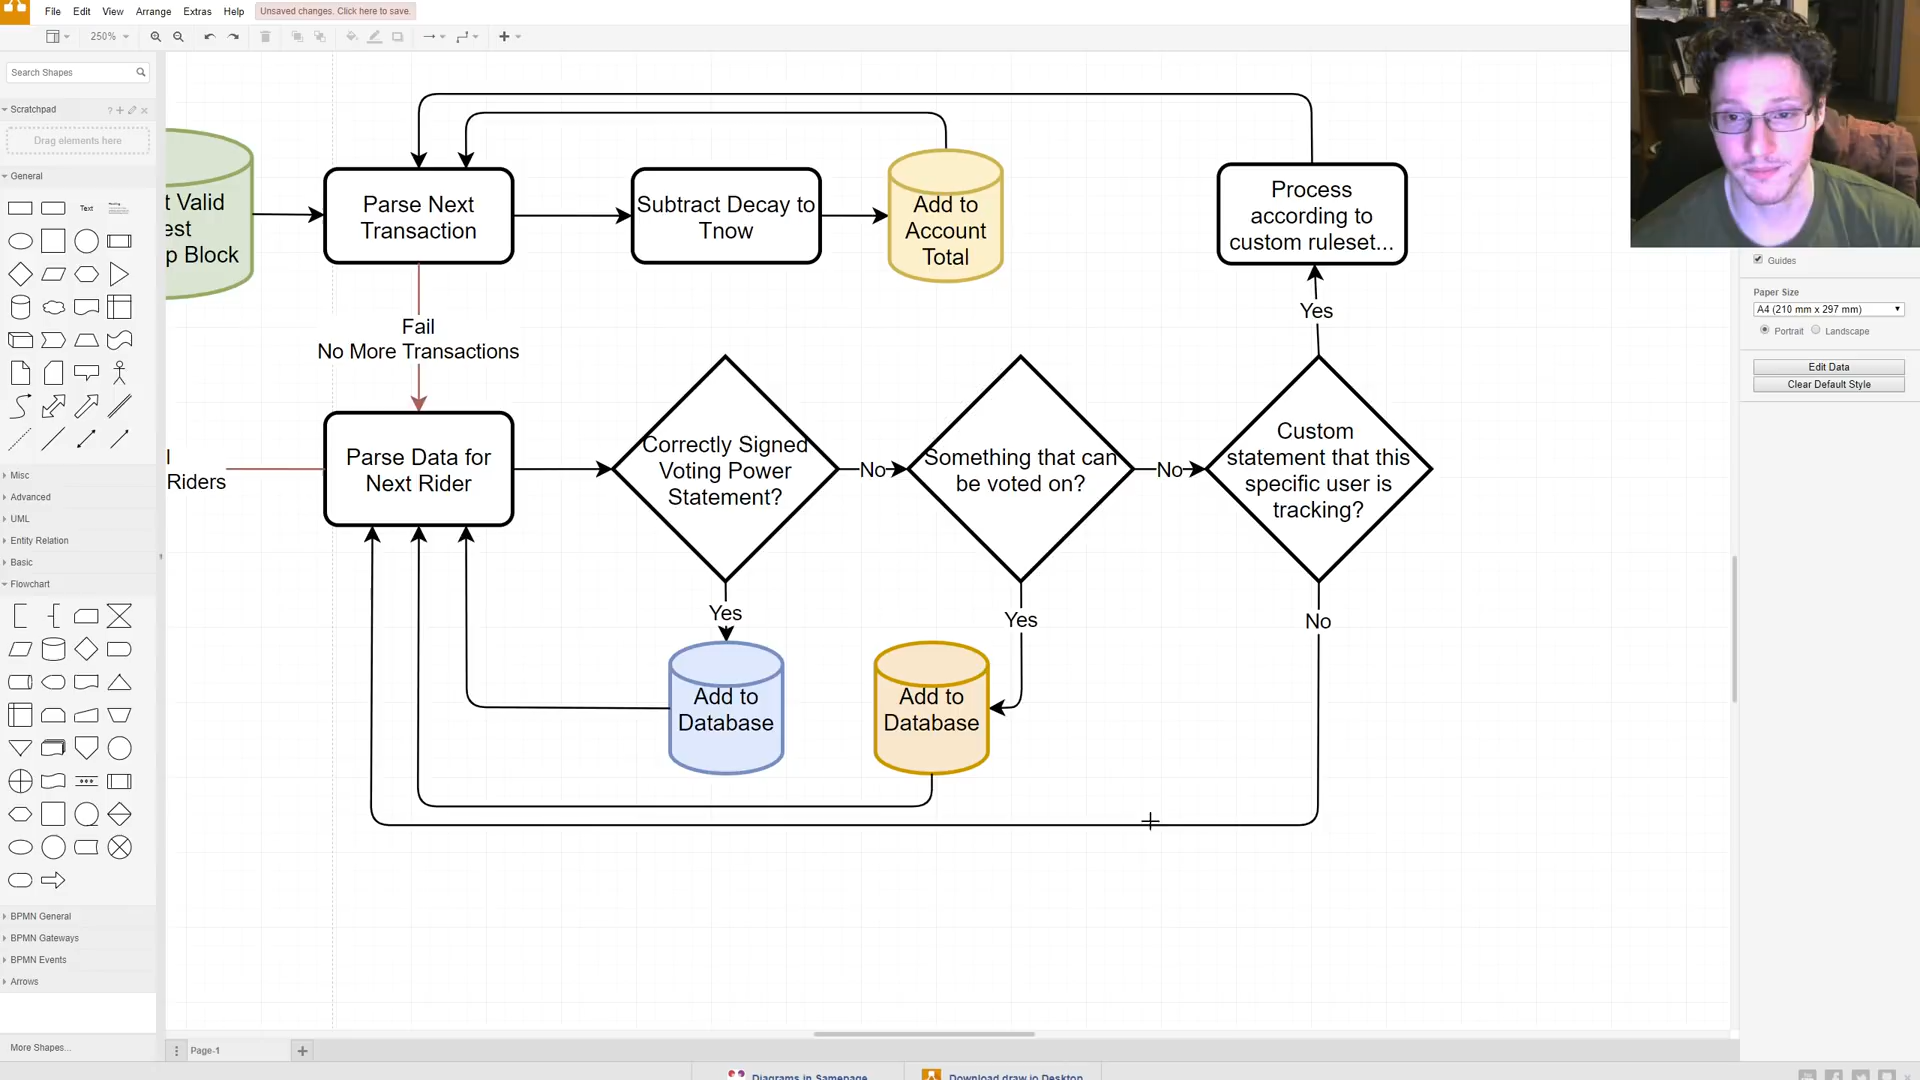 File Edit View Arrange Extras Help Unsaved changes. Click here to save.
250%
Search Shapes
Scratchpad
Drag elements here
General
Text
Misc
Advanced
UML
Entity Relation
Basic
Flowchart
BPMN General
BPMN Gateways
BPMN Events
Arrows
More Shapes...
t Valid
est
p Block
Parse Next
Transaction
Subtract Decay to
Tnow
Add to
Account
Total
Process
according to
custom ruleset...
Yes
Fail
No More Transactions
l
Riders
Parse Data for
Next Rider
Correctly Signed
Voting Power
Statement?
No
Something that can
be voted on?
No
Custom
statement that this
specific user is
tracking?
Yes
Yes
No
Add to
Database
Add to
Database
Guides
Paper Size
A4 (210 mm x 297 mm)
Portrait Landscape
Edit Data
Clear Default Style
Page-1
Diagrams in Samepage
Download draw.io Desktop